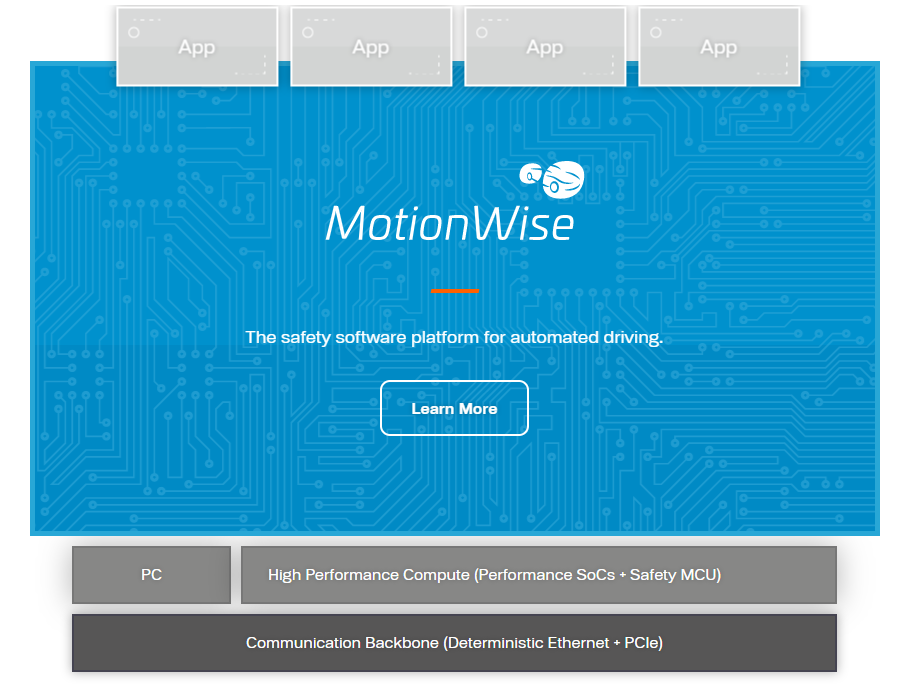 App App App App
MotionWise
The safety software platform for automated driving.
Learn More
PC High Performance Compute (Performance SoCs + Safety MCU)
Communication Backbone (Deterministic Ethernet + PCIe)